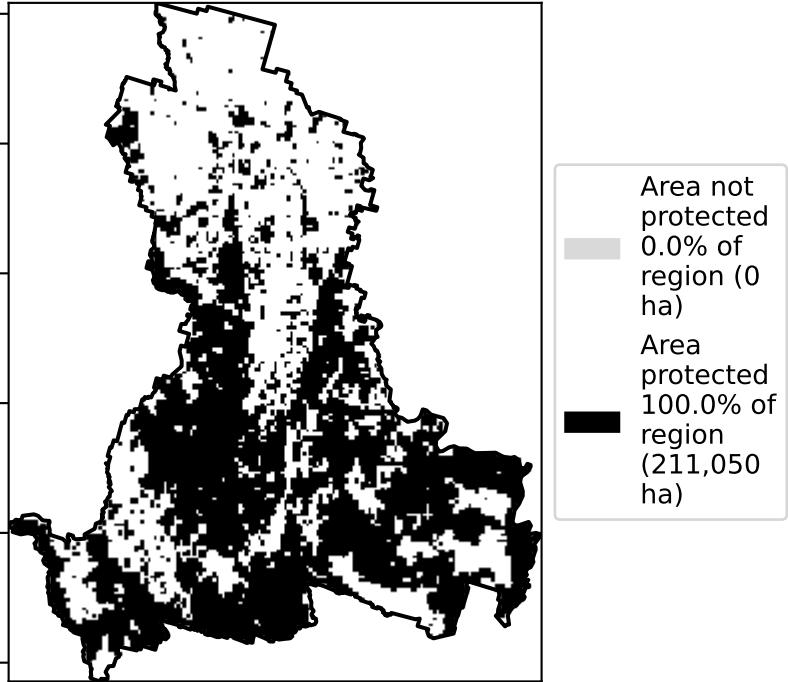 Area not
protected
0.0% of
region (0
ha)
Area
protected
100.0% of
region
(211,050
ha)